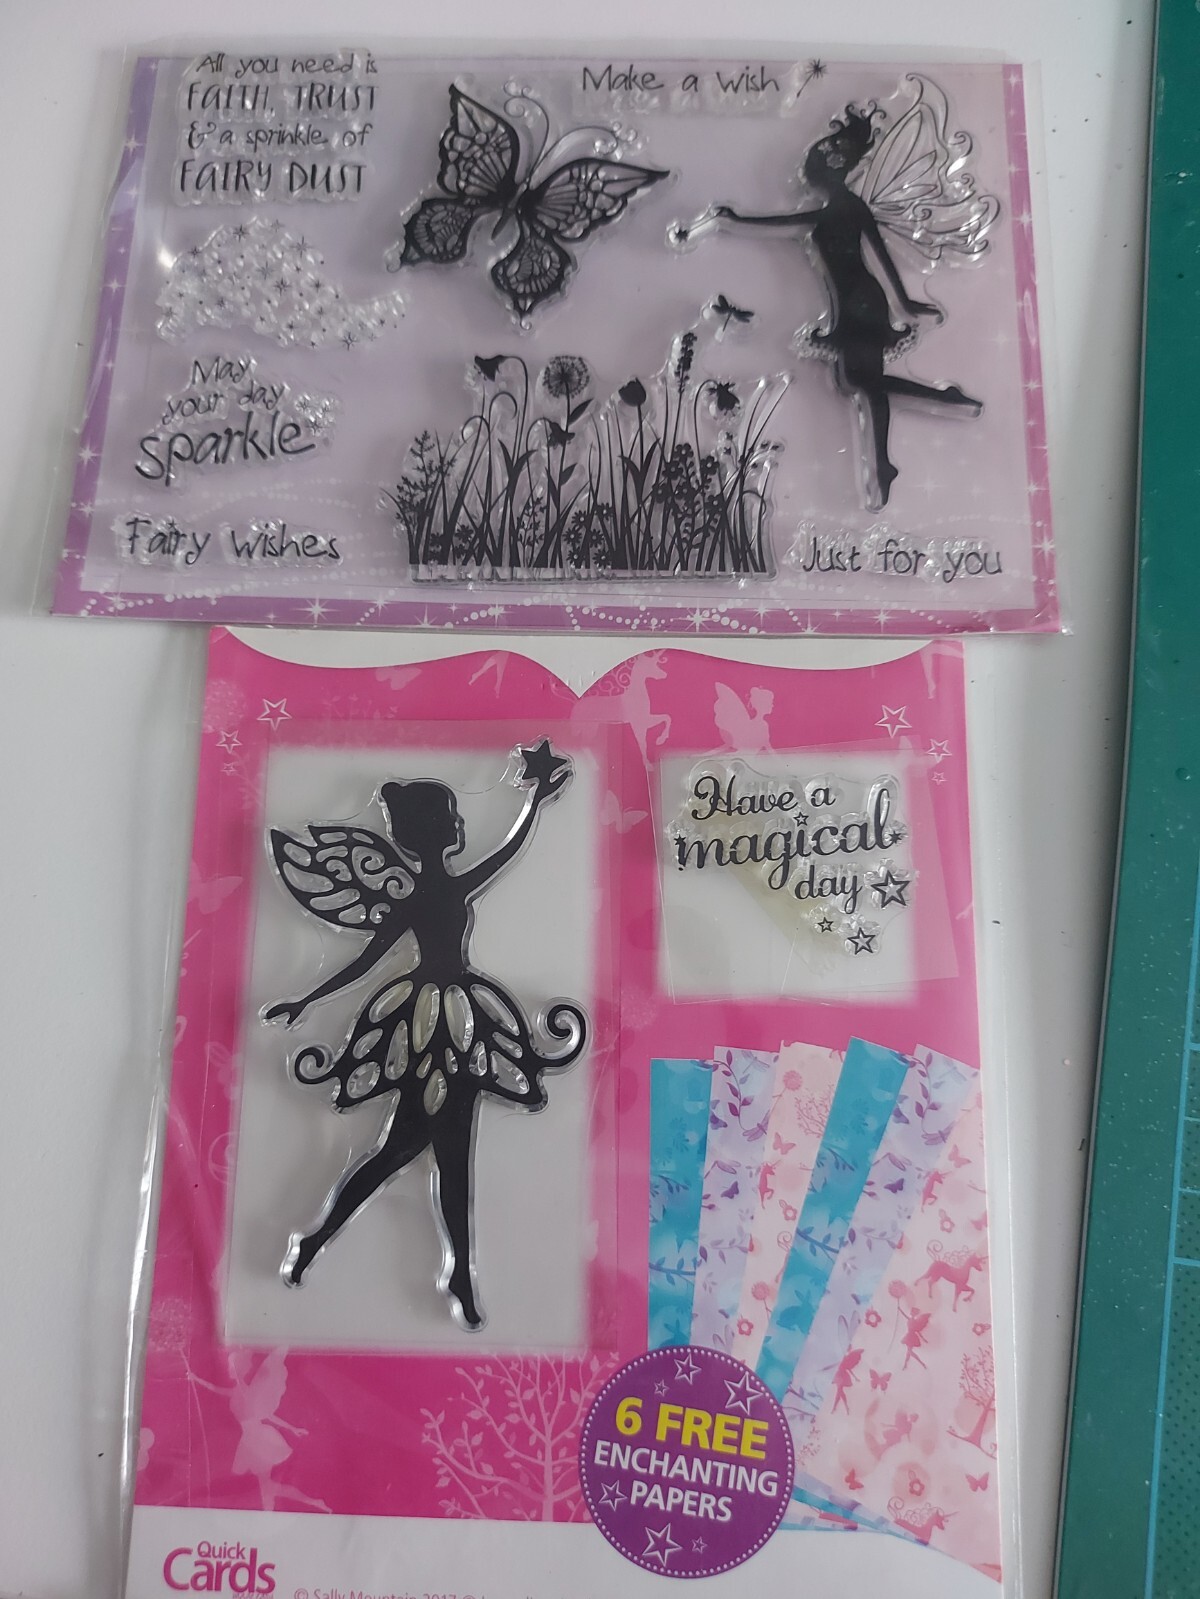 All you need is
FAITH, TRUST
& a sprinkle of
FAIRY DUST
Make a wish
May
your day
sparkle
Fairy wishes
Just for you
Have a
magical
day
6 FREE
ENCHANTING
PAPERS
Quick
Cards
© Sally Mountain 2017 ©